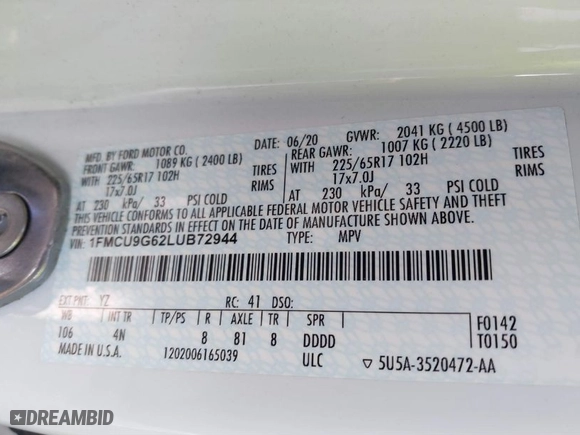 MFD. BY FORD MOTOR CO.
DATE: 06/20 GVWR: 2041 KG ( 4500 LB)
FRONT GAWR: 1089 KG ( 2400 LB)
REAR GAWR: 1007 KG ( 2220 LB)
WITH 225/65R17 102H TIRES
225/65R17 102H TIRES
17x7.0J RIMS
WITH 17x7.0J RIMS
AT 230 kPa/ 33 PSI COLD
AT 230 kPa/ 33 PSI COLD
THIS VEHICLE CONFORMS TO ALL APPLICABLE FEDERAL MOTOR VEHICLE SAFETY AND THEFT
PREVENTION STANDARDS IN EFFECT ON THE DATE OF MANUFACTURE SHOWN ABOVE.
VIN: 1FMCU9G62LUB72944 TYPE: MPV
EXT PNT: YZ RC: 41 DSO:
WB INT TR TP/PS R AXLE TR SPR F0142
106 4N 8 81 8 DDDD T0150
MADE IN U.S.A. 1202006165039 ULC ▽ 5U5A-3520472-AA
DREAMBID